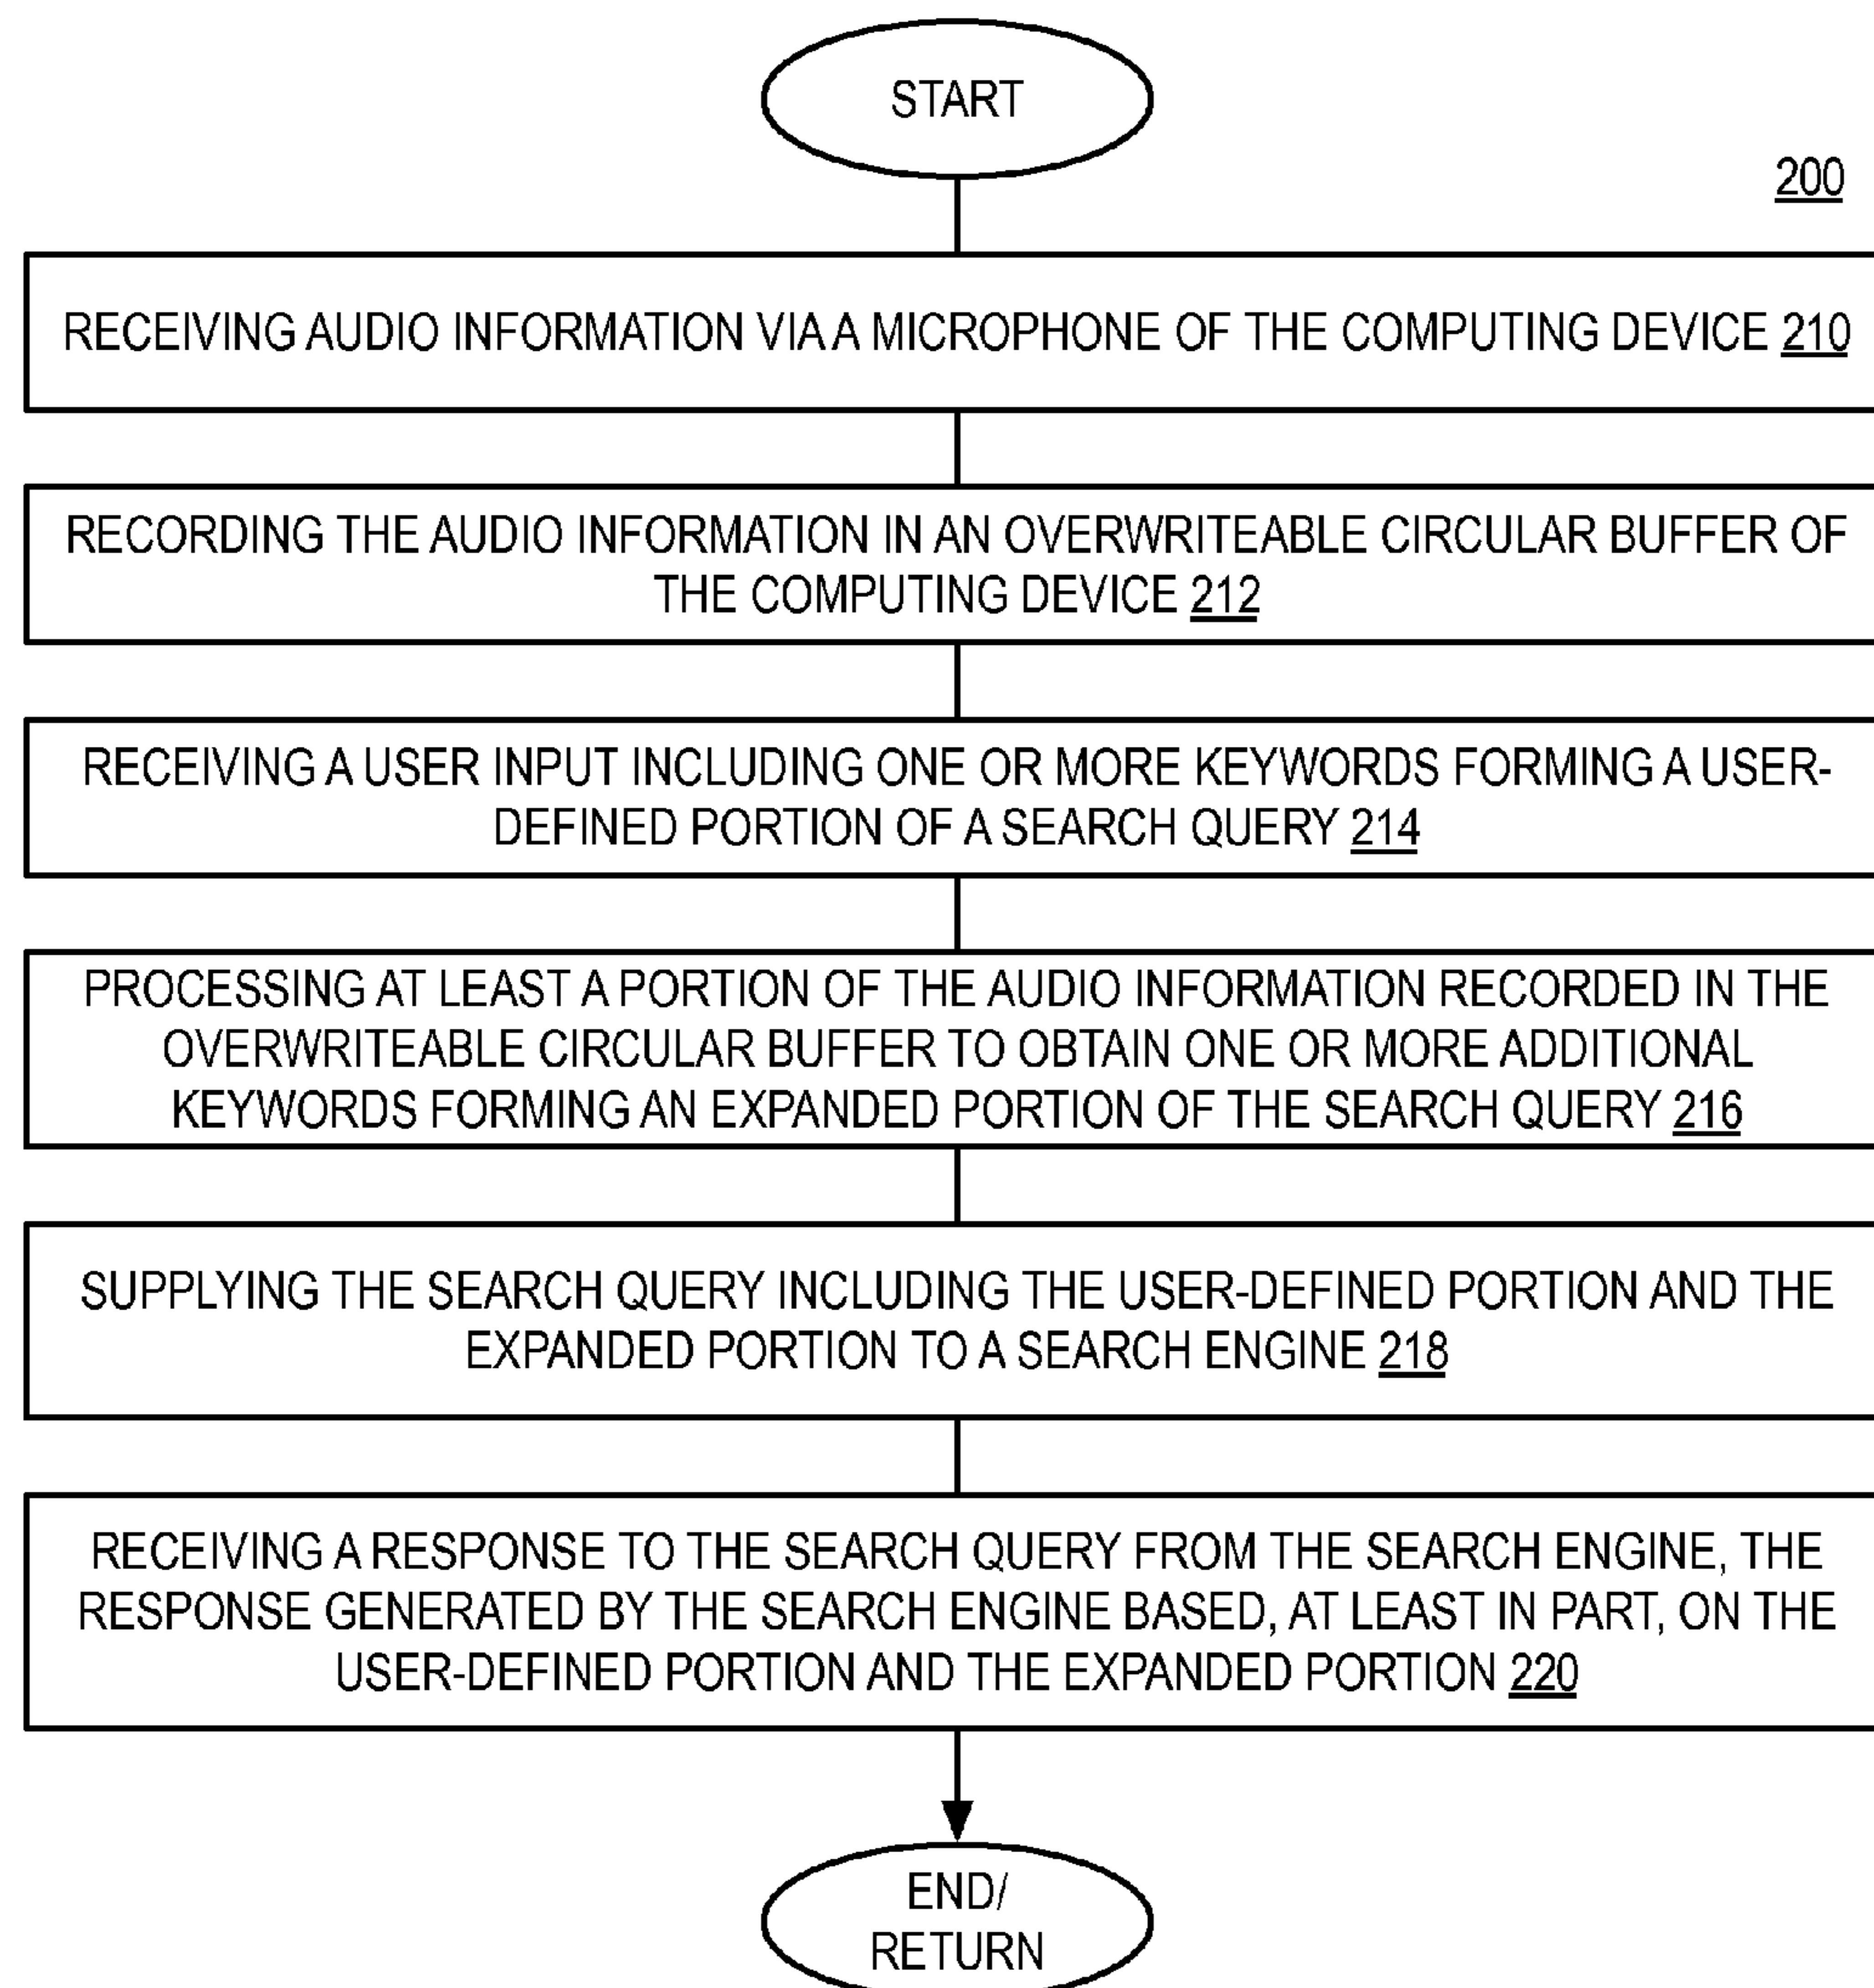 START
200
RECEIVING AUDIO INFORMATION VIA A MICROPHONE OF THE COMPUTING DEVICE 210
RECORDING THE AUDIO INFORMATION IN AN OVERWRITEABLE CIRCULAR BUFFER OF
THE COMPUTING DEVICE 212
RECEIVING A USER INPUT INCLUDING ONE OR MORE KEYWORDS FORMING A USER-
DEFINED PORTION OF A SEARCH QUERY 214
PROCESSING AT LEAST A PORTION OF THE AUDIO INFORMATION RECORDED IN THE
OVERWRITEABLE CIRCULAR BUFFER TO OBTAIN ONE OR MORE ADDITIONAL
KEYWORDS FORMING AN EXPANDED PORTION OF THE SEARCH QUERY 216
SUPPLYING THE SEARCH QUERY INCLUDING THE USER-DEFINED PORTION AND THE
EXPANDED PORTION TO A SEARCH ENGINE 218
RECEIVING A RESPONSE TO THE SEARCH QUERY FROM THE SEARCH ENGINE, THE
RESPONSE GENERATED BY THE SEARCH ENGINE BASED, AT LEAST IN PART, ON THE
USER-DEFINED PORTION AND THE EXPANDED PORTION 220
END/
RETURN